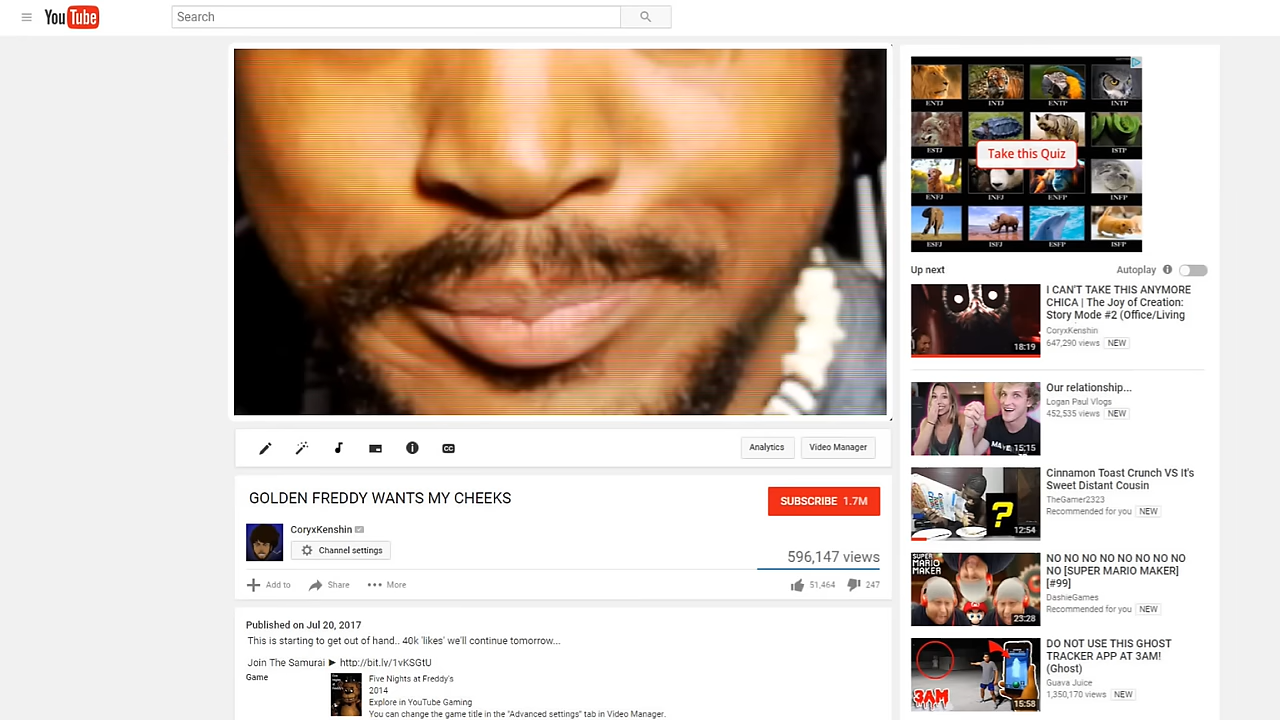 YouTube
Search
ENTJ INTJ ENTP INTP
ESTJ ISTP
Take this Quiz
ENFJ INFJ ENFP INFP
ESFJ ISFJ ESFP ISFP
Up next
Autoplay
I CAN'T TAKE THIS ANYMORE
CHICA | The Joy of Creation:
Story Mode #2 (Office/Living
CoryxKenshin
647,290 views NEW
18:19
Our relationship...
Logan Paul Vlogs
452,535 views NEW
15:15
Cinnamon Toast Crunch VS It's
Sweet Distant Cousin
TheGamer2323
Recommended for you NEW
?
12:54
SUPER
MARIO
MAKER
NO NO NO NO NO NO NO NO
NO [SUPER MARIO MAKER]
[#99]
DashieGames
Recommended for you NEW
23:28
DO NOT USE THIS GHOST
TRACKER APP AT 3AM!
(Ghost)
Guava Juice
1,350,170 views NEW
3AM
15:58
CC
Analytics
Video Manager
GOLDEN FREDDY WANTS MY CHEEKS
SUBSCRIBE 1.7M
CoryxKenshin
Channel settings
596,147 views
Add to
Share
More
51,464
247
Published on Jul 20, 2017
This is starting to get out of hand.. 40k 'likes' we'll continue tomorrow...
Join The Samurai ► http://bit.lv/1vKSGtU
Game
Five Nights at Freddy's
2014
Explore in YouTube Gaming
You can change the game title in the "Advanced settings" tab in Video Manager.